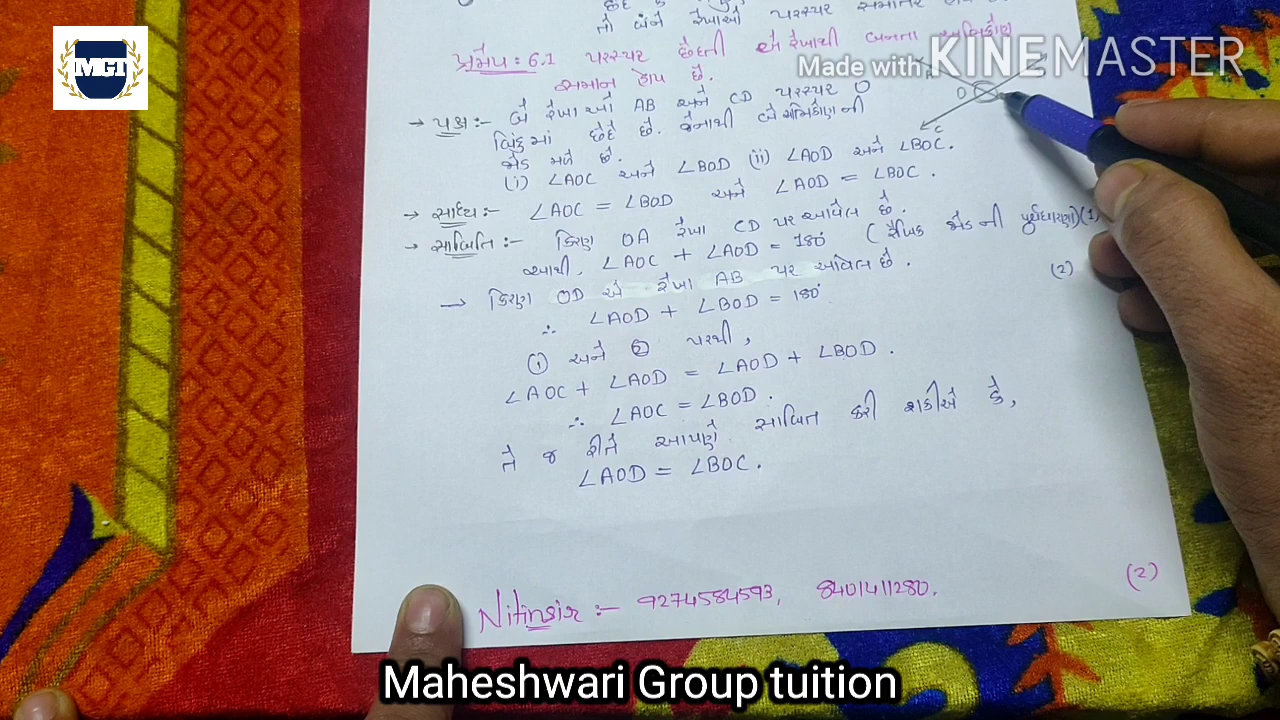 MGT
Made with KINEMASTER
તો બંને રેખાઓ પરસ્પર સમાંતર
પ્રમેય : 6.1 પરસ્પર છેદતી બે રેખાથી બનતા અભિકોણ
સમાન હોય છે.
→ પક્ષ :- બે રેખાઓ AB અને CD પરસ્પર O
બિંદુમાં છેદે છે. જેનાથી બે અભિકોણની
જોડ મળે છે.
(i) ∠AOC અને ∠BOD (ii) ∠AOD અને ∠BOC.
→ સાધ્ય :- ∠AOC = ∠BOD અને ∠AOD = ∠BOC.
→ સાબિતિ :- કિરણ OA રેખા CD પર આવેલ છે.
આથી, ∠AOC + ∠AOD = 180° (રૈખિક જોડની પૂર્વધારણા)(1)
→ કિરણ OD એ રેખા AB પર આવેલ છે.
∴ ∠AOD + ∠BOD = 180° (2)
① અને ② પરથી,
∠AOC + ∠AOD = ∠AOD + ∠BOD.
∴ ∠AOC = ∠BOD.
તે જ રીતે આપણે સાબિત કરી શકીએ કે,
∠AOD = ∠BOC.
O
C
Nitinsir :- 9274584593, 8401411280.
(2)
Maheshwari Group tuition